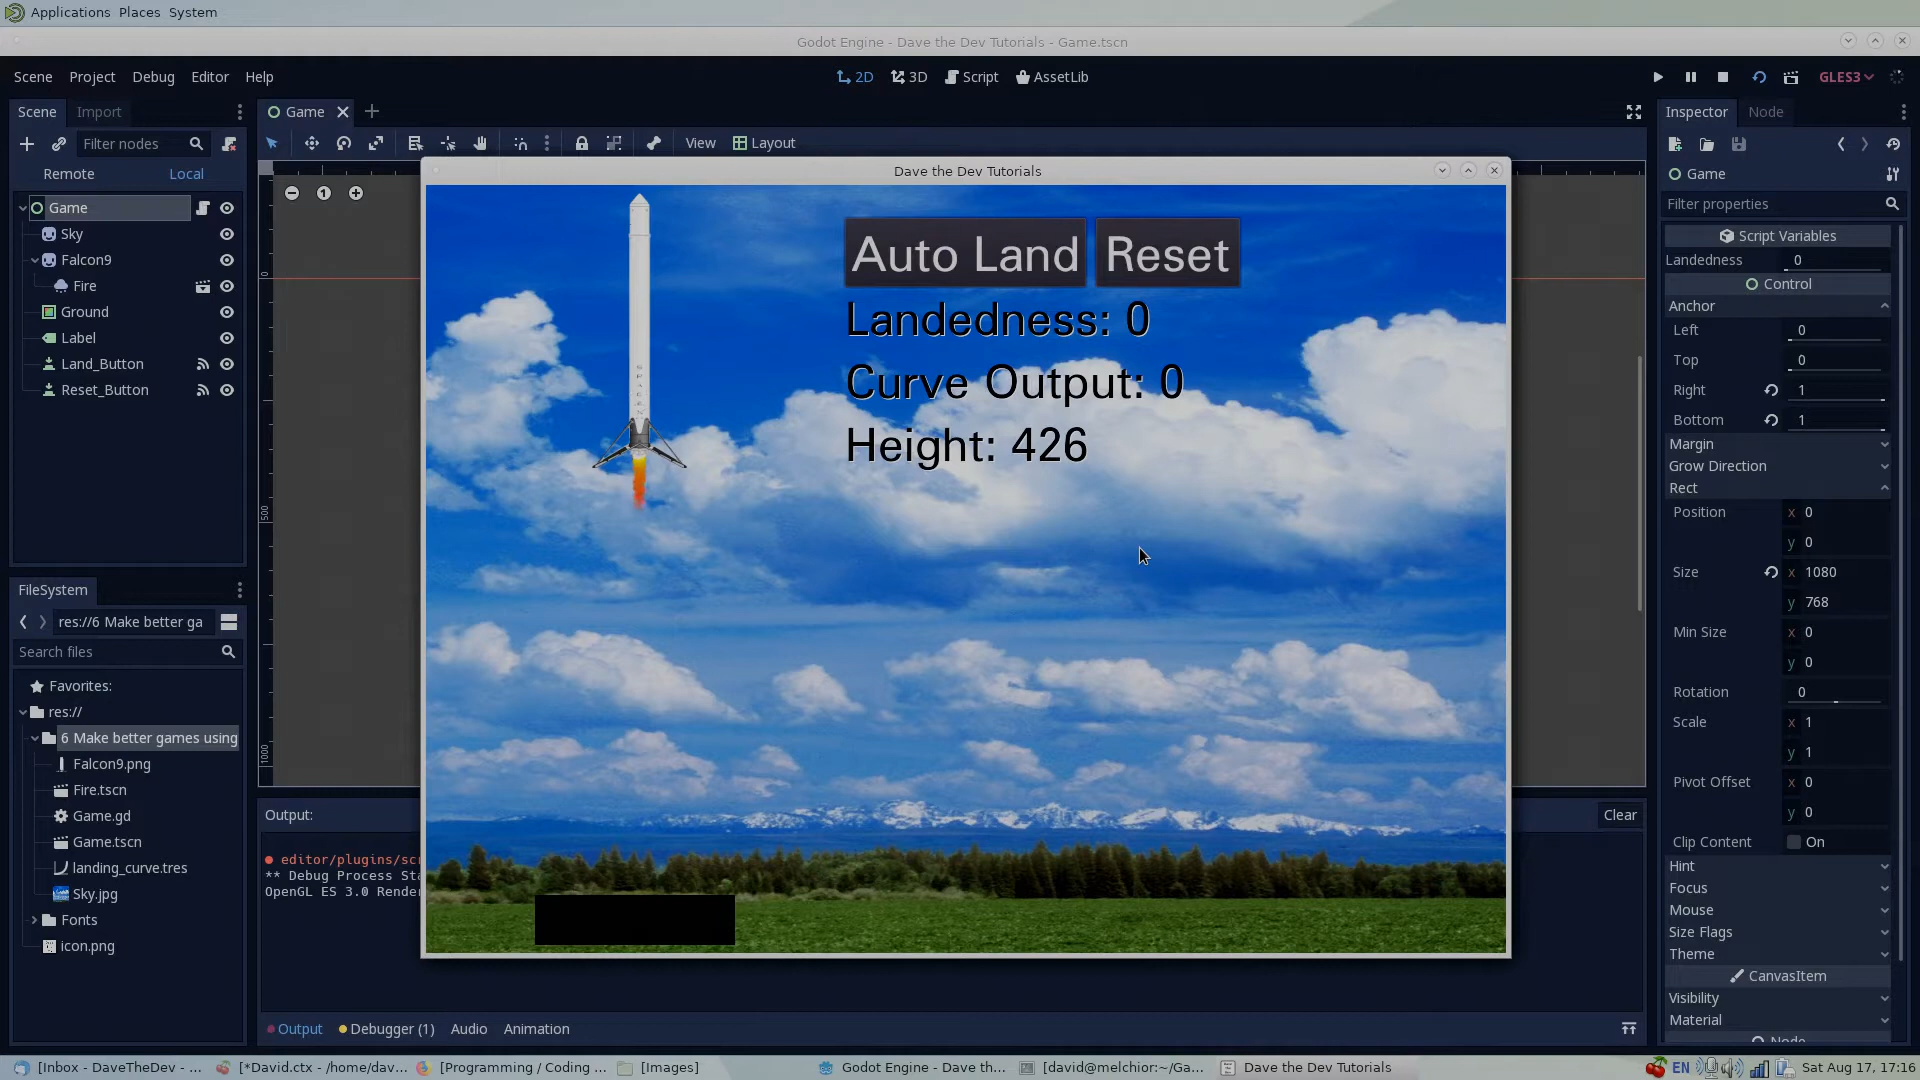 Applications Places System
Godot Engine - Dave the Dev Tutorials - Game.tscn
Scene Project Debug Editor Help
2D 3D Script AssetLib
GLES3
Scene Import
Game
Inspector Node
Filter nodes
View Layout
Remote Local
Game
Sky
Falcon9
Fire
Ground
Label
Land_Button
Reset_Button
Dave the Dev Tutorials
Auto Land Reset
Landedness: 0
Curve Output: 0
Height: 426
0
500
1000
FileSystem
res://6 Make better ga
Search files
Favorites:
res://
6 Make better games using
Falcon9.png
Fire.tscn
Game.gd
Game.tscn
landing_curve.tres
Sky.jpg
Fonts
icon.png
Output:
Clear
editor/plugins/scr
** Debug Process Sta
OpenGL ES 3.0 Render
Output Debugger (1) Audio Animation
Game
Filter properties
Script Variables
Landedness 0
Control
Anchor
Left 0
Top 0
Right 1
Bottom 1
Margin
Grow Direction
Rect
Position x 0
y 0
Size x 1080
y 768
Min Size x 0
y 0
Rotation 0
Scale x 1
y 1
Pivot Offset x 0
y 0
Clip Content On
Hint
Focus
Mouse
Size Flags
Theme
CanvasItem
Visibility
Material
Node
[Inbox - DaveTheDev - ... [*David.ctx - /home/dav... [Programming / Coding ... [Images] Godot Engine - Dave th... [david@melchior:~/Ga... Dave the Dev Tutorials EN Sat Aug 17, 17:16